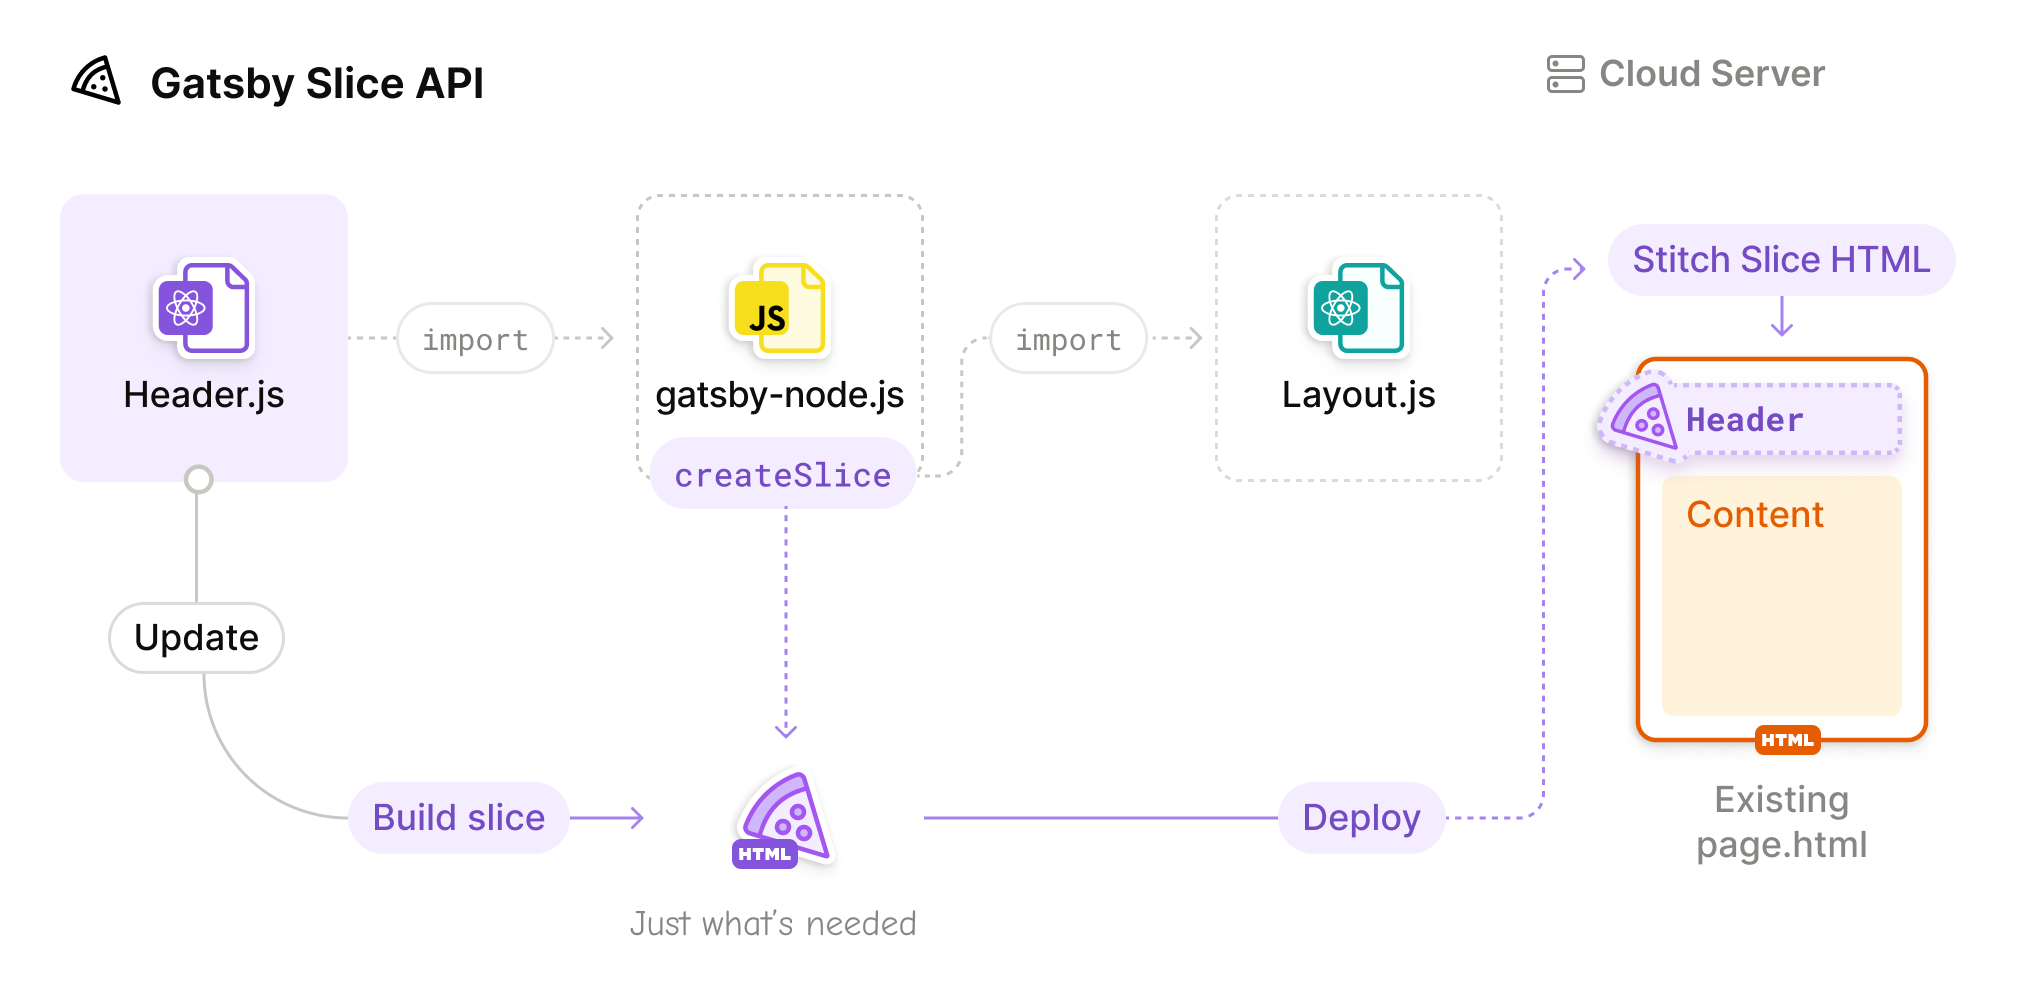 Gatsby Slice API
Cloud Server
Header.js
import
JS
gatsby-node.js
createSlice
import
Layout.js
Stitch Slice HTML
Header
Content
HTML
Existing
page.html
Update
Build slice
HTML
Just what's needed
Deploy